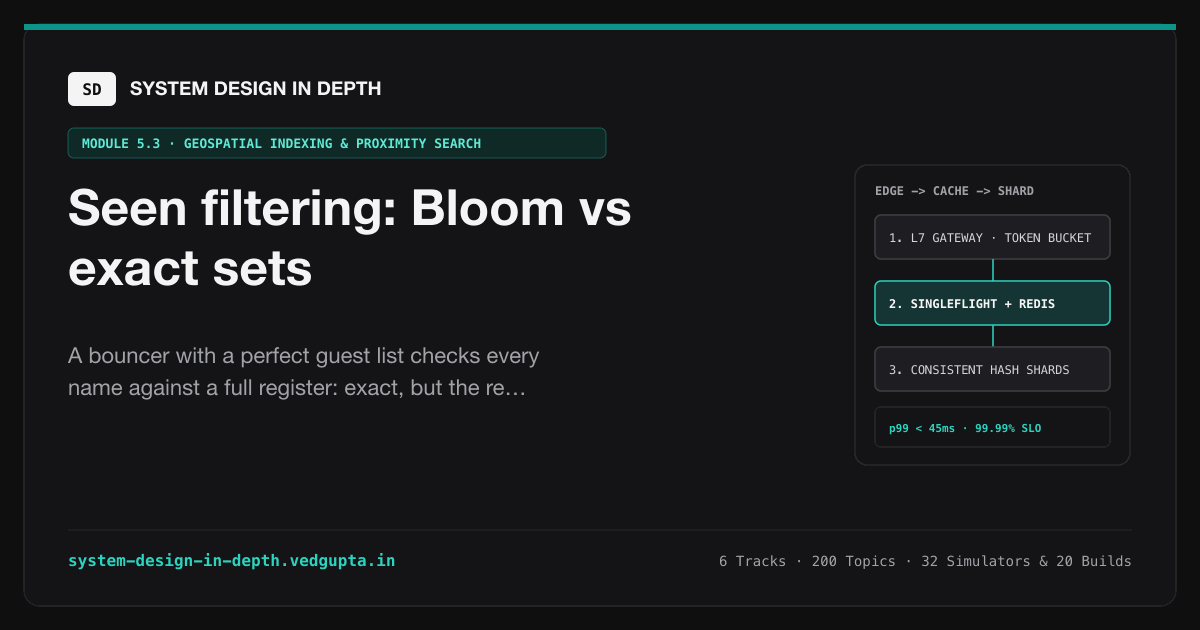 SD SYSTEM DESIGN IN DEPTH
MODULE 5.3 · GEOSPATIAL INDEXING & PROXIMITY SEARCH
Seen filtering: Bloom vs
exact sets
A bouncer with a perfect guest list checks every
name against a full register: exact, but the re…
EDGE —> CACHE —> SHARD
1. L7 GATEWAY · TOKEN BUCKET
2. SINGLEFLIGHT + REDIS
3. CONSISTENT HASH SHARDS
p99 < 45ms · 99.99% SLO
system-design-in-depth.vedgupta.in
6 Tracks · 200 Topics · 32 Simulators & 20 Builds